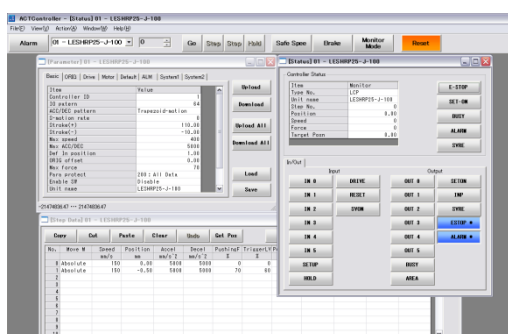 ACTController - [Status] 01 - LESHRP25-J-100
File(F) View(V) Action(A) Window(W) Help(H)
Alarm 01 - LESHRP25-J-100 0 Go Step Stop Hold Safe Spee Brake Monitor Mode Reset
[Parameter] 01 - LESHRP25-J-100
Basic ORIG Drive Motor Default ALM System1 System2
Item Value
Controller ID 1
IO patern 64
ACC/DEC pattern Trapezoid-motion
S-motion rate 0
Stroke(+) 110.00
Stroke(-) -10.00
Max speed 400
Max ACC/DEC 5000
Def In position 1.00
ORIG offset 0.00
Max force 70
Para protect
Enable SW Disable
Unit name LESHRP25-J-100
Upload
Download
Upload All
Download All
Load
Save
[Step Data] 01 - LESHRP25-J-100
Copy Cut Paste Clear Undo Get Pos
No. Move M Speed Position Accel Decel PushingF TriggerLV
mm/s mm mm/s^2 mm/s^2 % %
0 Absolute 150 0.00 5000 5000 0 0
1 Absolute 150 -0.50 5000 5000 70 60
2
3
4
5
6
7
8
9
10
[Status] 01 - LESHRP25-J-100
Controller Status
Item Monitor
Type No. LCP
Unit name LESHRP25-J-100
Step No. 0
Position 0.00
Speed 0
Force 0
Target Posn 0.00
E-STOP
SET-ON
BUSY
ALARM
SVRE
In/Out
Input Output
IN 0 DRIVE OUT 0 SETON
IN 1 RESET OUT 1 INP
IN 2 SVON OUT 2 SVRE
IN 3 OUT 3 ESTOP *
IN 4 OUT 4 ALARM *
IN 5 OUT 5
SETUP BUSY
HOLD AREA